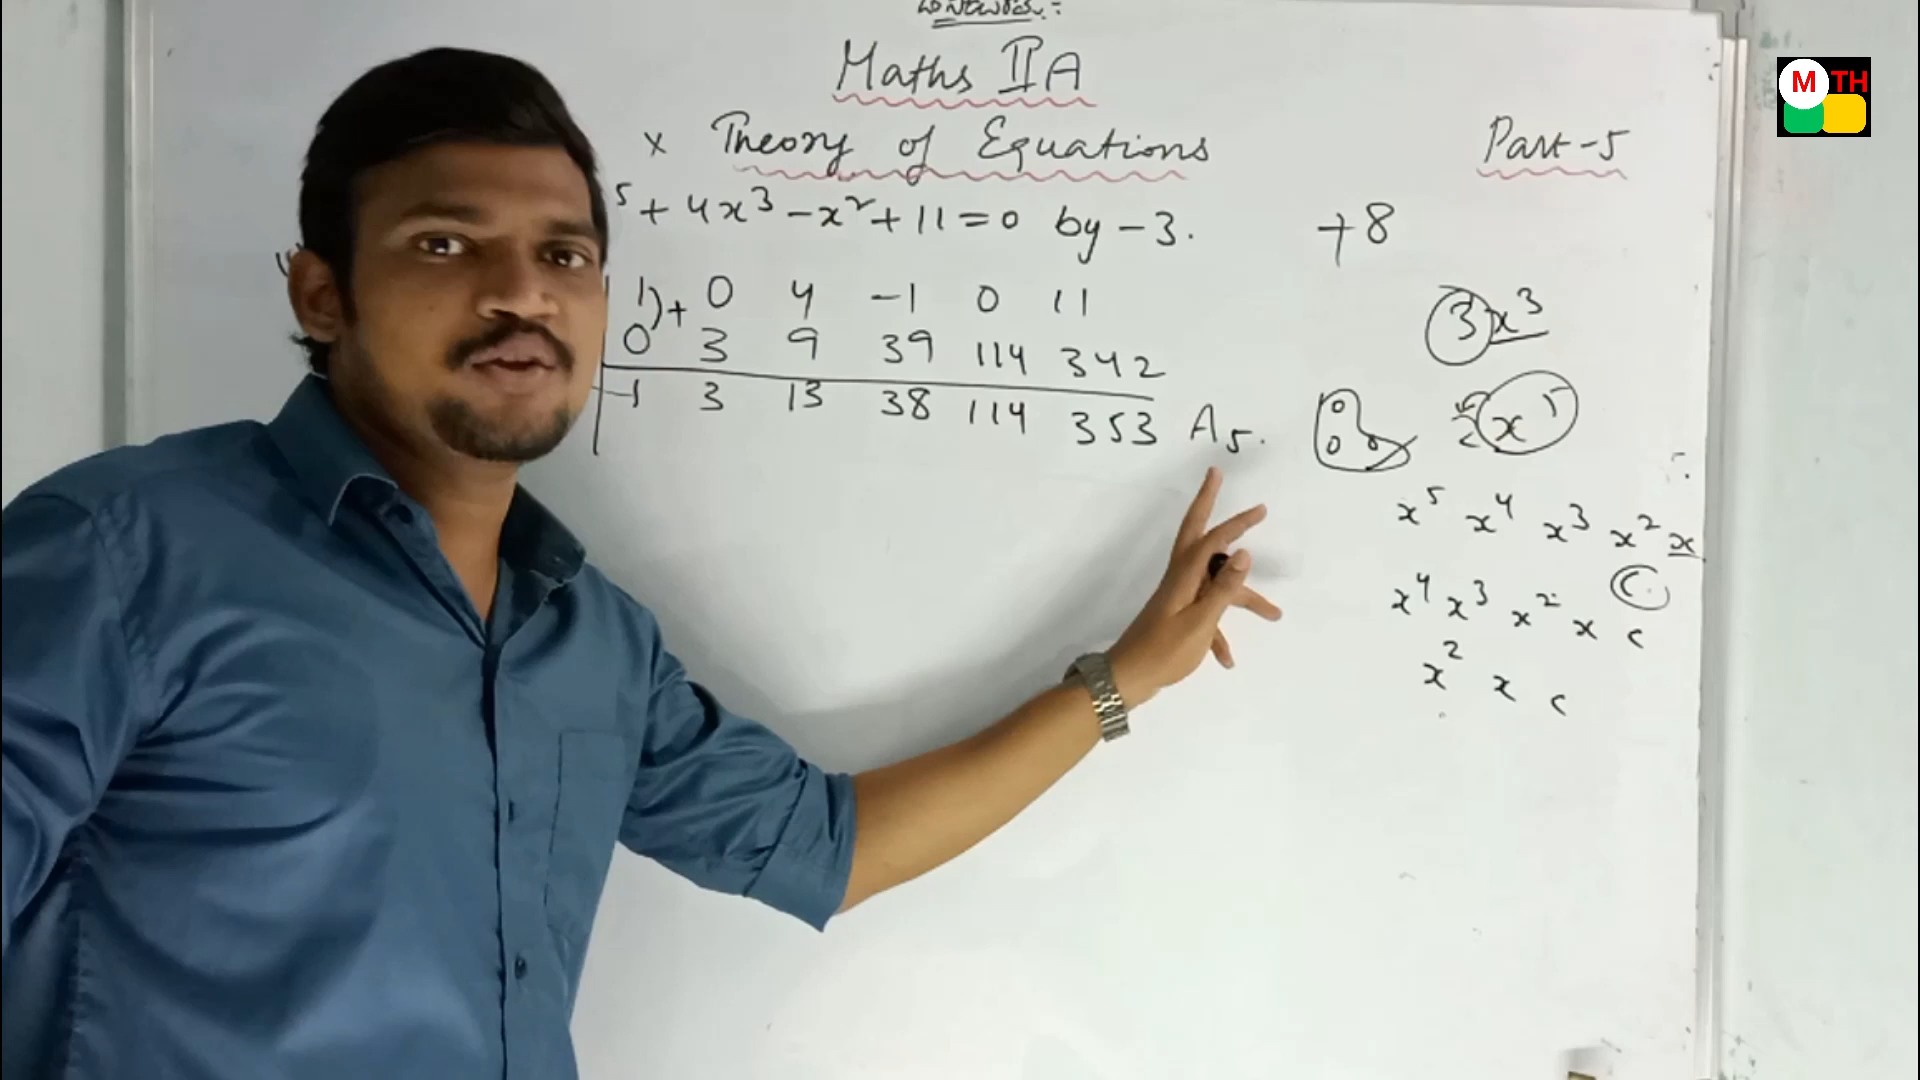 Maths II A
x Theory of Equations
Part-5
⁵ + 4x³ - x² + 11 = 0 by - 3.
+8
1)+ 0 4 -1 0 11
0 3 9 39 114 342
1 3 13 38 114 353 A5.
3x³
x⁵ x⁴ x³ x² x
c
x⁴ x³ x² x c
x² x c
M TH